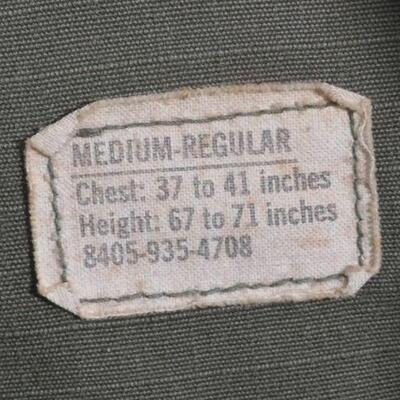 MEDIUM-REGULAR
Chest: 37 to 41 inches
Height: 67 to 71 inches
8405-935-4708